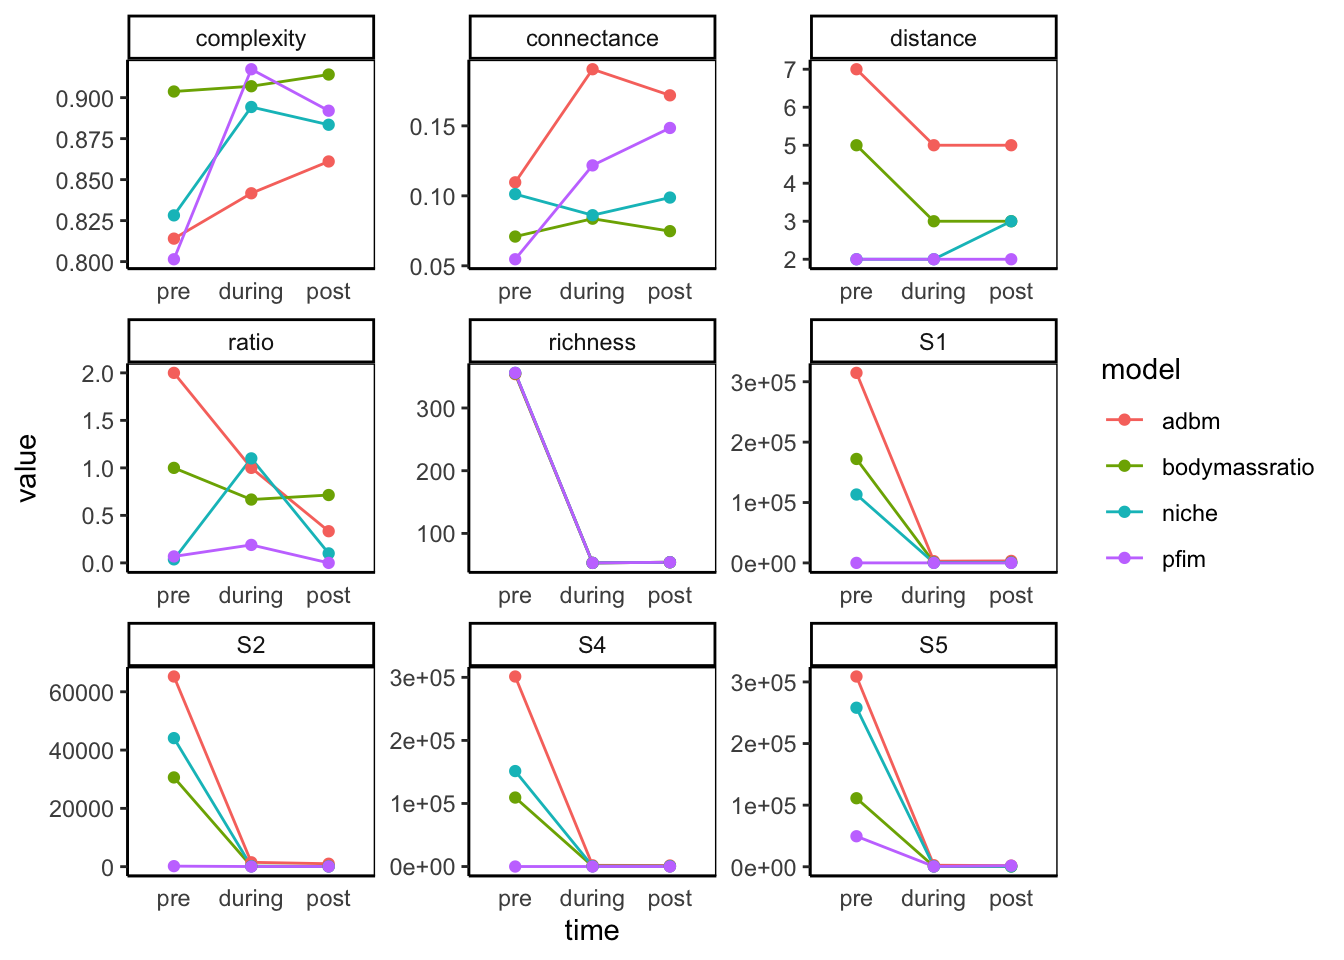 complexity
connectance
distance
0.900
0.875
0.850
0.825
0.800
0.15
0.10
0.05
7
6
5
4
3
2
pre during post
pre during post
pre during post
ratio
richness
S1
2.0
1.5
1.0
0.5
0.0
300
200
100
3e+05
2e+05
1e+05
0e+00
pre during post
pre during post
pre during post
S2
S4
S5
60000
40000
20000
0
3e+05
2e+05
1e+05
0e+00
3e+05
2e+05
1e+05
0e+00
pre during post
pre during post
pre during post
value
time
model
adbm
bodymassratio
niche
pfim